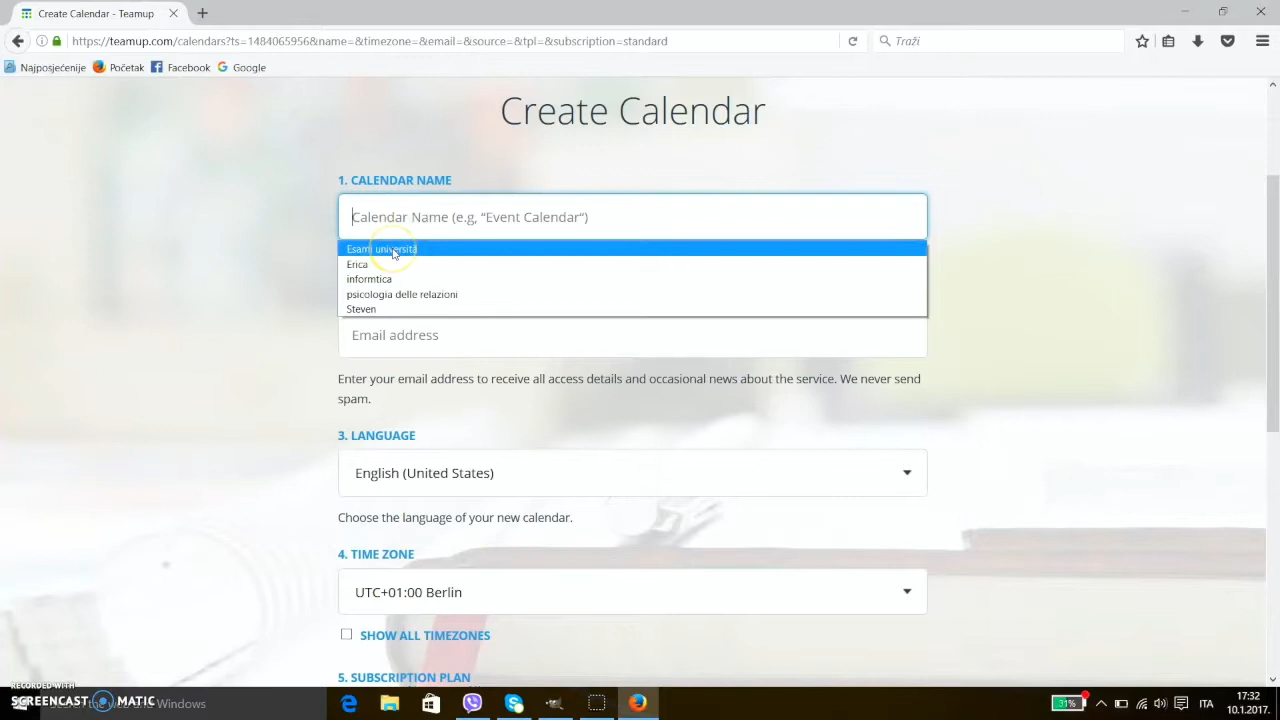 Create Calendar - Teamup
https://teamup.com/calendars?ts=1484065956&name=&timezone=&email=&source=&tpl=&subscription=standard
Traži
Najposjećenije
Početak
Facebook
Google
Create Calendar
1. CALENDAR NAME
Calendar Name (e.g, “Event Calendar“)
Esami università
Erica
informtica
psicologia delle relazioni
Steven
Email address
Enter your email address to receive all access details and occasional news about the service. We never send
spam.
3. LANGUAGE
English (United States)
Choose the language of your new calendar.
4. TIME ZONE
UTC+01:00 Berlin
SHOW ALL TIMEZONES
5. SUBSCRIPTION PLAN
RECORDED WITH
SCREENCAST MATIC
and Windows
31%
ITA
17:32
10.1.2017.